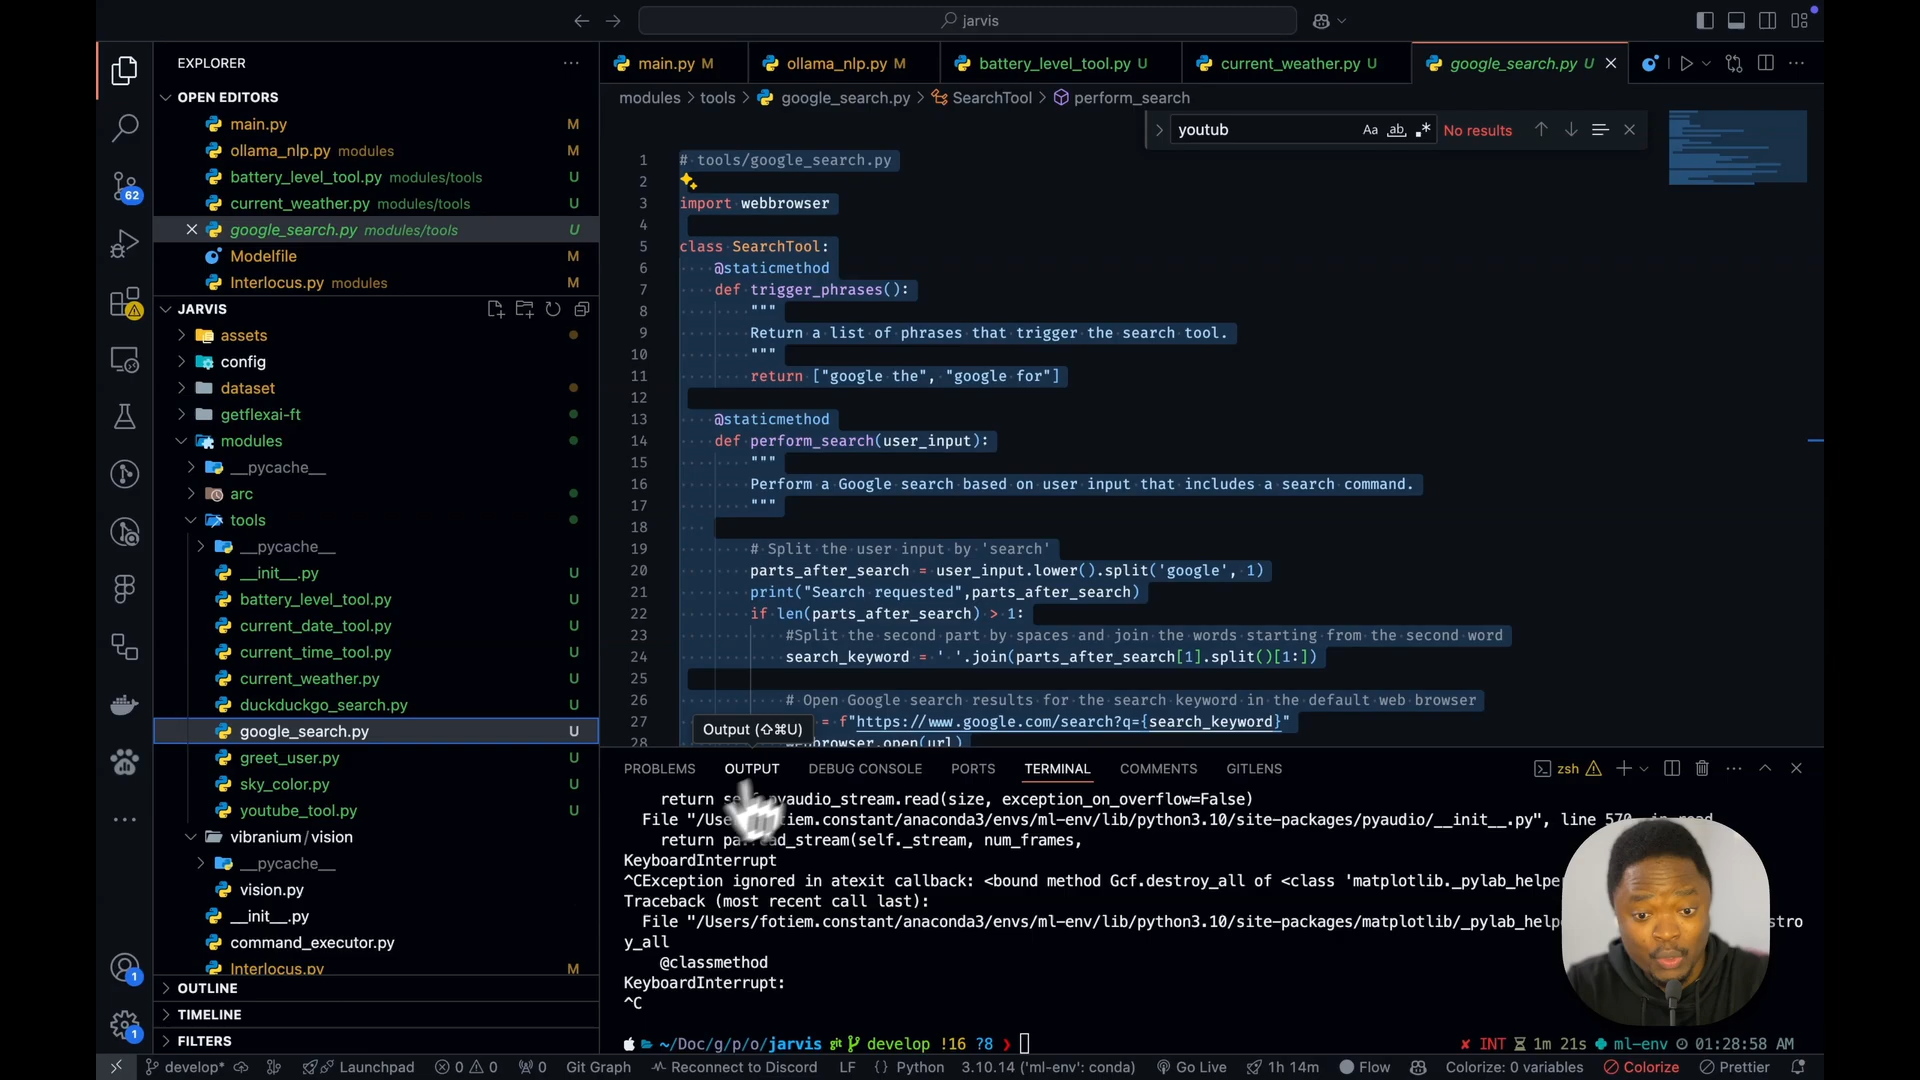 jarvis
EXPLORER
OPEN EDITORS
main.py M
ollama_nlp.py modules M
battery_level_tool.py modules/tools U
current_weather.py modules/tools U
google_search.py modules/tools U
Modelfile M
Interlocus.py modules M
JARVIS
assets
config
dataset
getflexai-ft
modules
__pycache__
arc
tools
__pycache__
__init__.py U
battery_level_tool.py U
current_date_tool.py U
current_time_tool.py U
current_weather.py U
duckduckgo_search.py U
google_search.py U
greet_user.py U
sky_color.py U
youtube_tool.py U
vibranium/vision
__pycache__
vision.py
__init__.py
command_executor.py
Interlocus.py M
OUTLINE
TIMELINE
FILTERS
62
1
1
main.py M
ollama_nlp.py M
battery_level_tool.py U
current_weather.py U
google_search.py U
modules > tools > google_search.py > SearchTool > perform_search
youtub Aa ab No results
1 # tools/google_search.py
2
3 import webbrowser
4
5 class SearchTool:
6 @staticmethod
7 def trigger_phrases():
8 """
9 Return a list of phrases that trigger the search tool.
10 """
11 return ["google the", "google for"]
12
13 @staticmethod
14 def perform_search(user_input):
15 """
16 Perform a Google search based on user input that includes a search command.
17 """
18
19 # Split the user input by 'search'
20 parts_after_search = user_input.lower().split('google', 1)
21 print("Search requested",parts_after_search)
22 if len(parts_after_search) > 1:
23 #Split the second part by spaces and join the words starting from the second word
24 search_keyword = ' '.join(parts_after_search[1].split()[1:])
25
26 # Open Google search results for the search keyword in the default web browser
27 = f"https://www.google.com/search?q={search_keyword}"
28 ebbrowser.open(url)
Output (⇧⌘U)
PROBLEMS OUTPUT DEBUG CONSOLE PORTS TERMINAL COMMENTS GITLENS
zsh
return pyaudio_stream.read(size, exception_on_overflow=False)
File "/Users/fotiem.constant/anaconda3/envs/ml-env/lib/python3.10/site-packages/pyaudio/__init__.py", line 570, in read
return pa.read_stream(self._stream, num_frames,
KeyboardInterrupt
^CException ignored in atexit callback: <bound method Gcf.destroy_all of <class 'matplotlib._pylab_helpe
Traceback (most recent call last):
File "/Users/fotiem.constant/anaconda3/envs/ml-env/lib/python3.10/site-packages/matplotlib/_pylab_help stro
y_all
@classmethod
KeyboardInterrupt:
^C
~/Doc/g/p/o/jarvis git develop !16 ?8 ❯ ✘ INT 1m 21s ml-env 01:28:58 AM
develop* Launchpad 0 0 0 Git Graph Reconnect to Discord LF {} Python 3.10.14 ('ml-env': conda) Go Live 1h 14m Flow Colorize: 0 variables Colorize Prettier